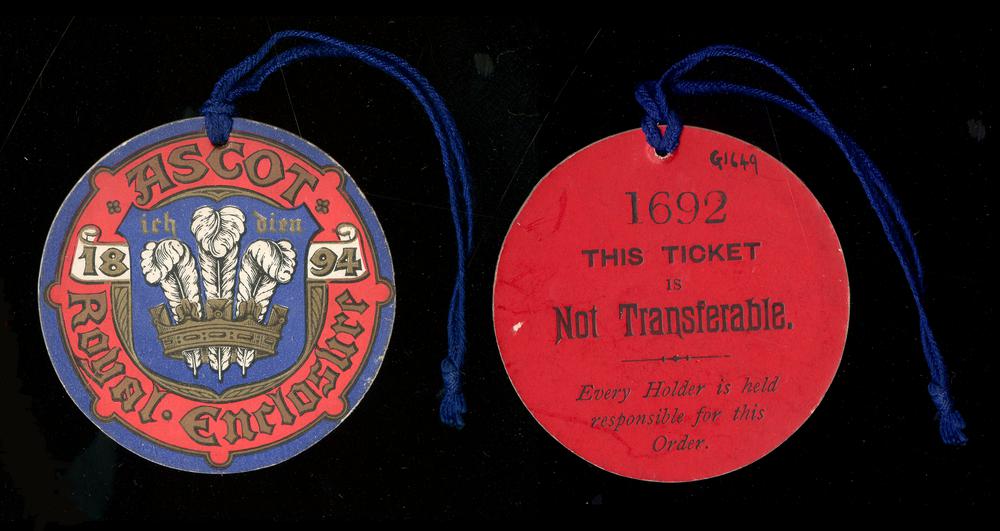 ASCOT
ich dien
18 94
Royal Enclosure
G1649
1692
THIS TICKET
IS
Not Transferable.
Every Holder is held
responsible for this
Order.